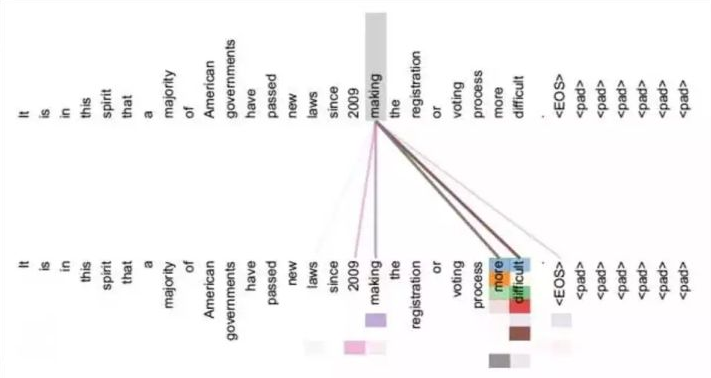 It is in this spirit that a majority of American governments have passed new laws since 2009 making the registration or voting process more difficult . <EOS> <pad> <pad> <pad> <pad> <pad> <pad>
It is in this spirit that a majority of American governments have passed new laws since 2009 making the registration or voting process more difficult . <EOS> <pad> <pad> <pad> <pad> <pad> <pad>